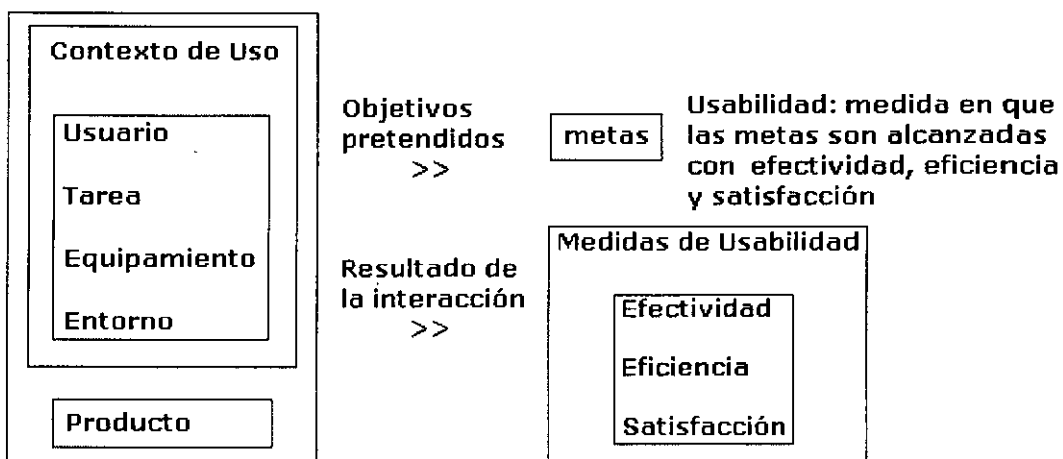 Contexto de Uso
Usuario
Tarea
Equipamiento
Entorno
Producto
Objetivos
pretendidos
>>
metas
Usabilidad: medida en que
las metas son alcanzadas
con efectividad, eficiencia
y satisfacción
Resultado de
la interacción
>>
Medidas de Usabilidad
Efectividad
Eficiencia
Satisfacción